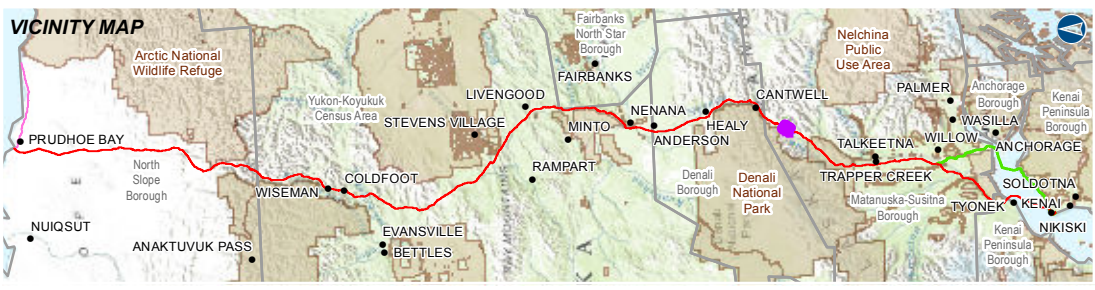 VICINITY MAP
Arctic National
Wildlife Refuge
Fairbanks
North Star
Borough
FAIRBANKS
Nelchina
Public
Use Area
PALMER
Anchorage
Borough
Kenai
Peninsula
Borough
WASILLA
ANCHORAGE
Yukon-Koyukuk
Census Area
LIVENGOOD
STEVENS VILLAGE
MINTO
NENANA
ANDERSON
HEALY
CANTWELL
TALKEETNA
WILLOW
TRAPPER CREEK
PRUDHOE BAY
North
Slope
Borough
WISEMAN
COLDFOOT
RAMPART
Denali
Borough
Denali
National
Park
Matanuska-Susitna
Borough
SOLDOTNA
TYONEK
KENAI
NIKISKI
Kenai
Peninsula
Borough
NUIQSUT
ANAKTUVUK PASS
EVANSVILLE
BETTLES
K A